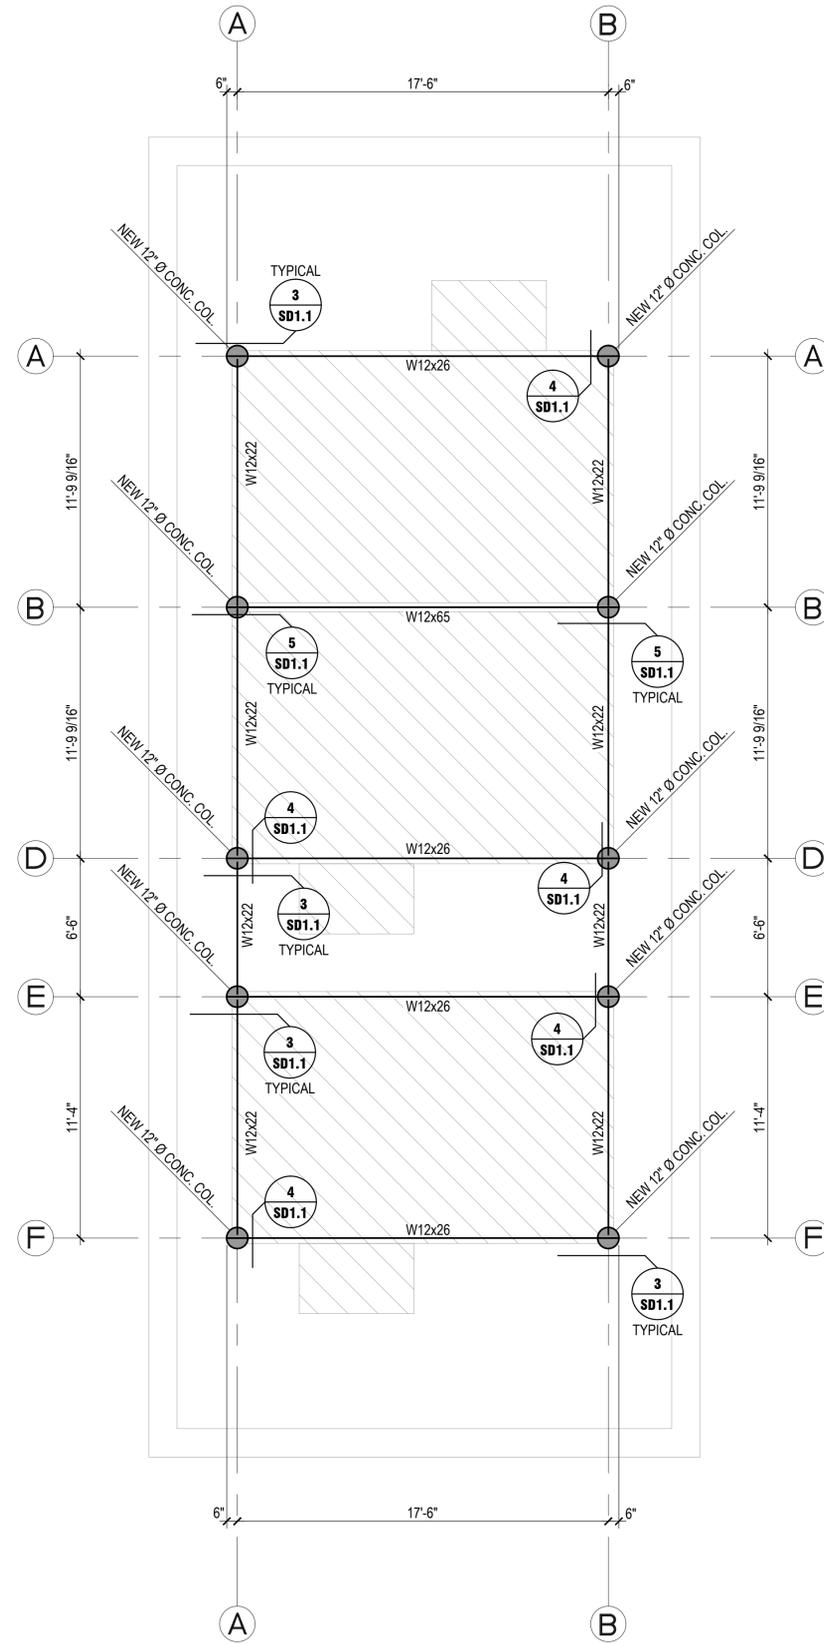 A B
6" 17'-6" 6"
NEW 12" Ø CONC. COL. NEW 12" Ø CONC. COL.
TYPICAL
3
SD1.1
A A
W12x26
4
SD1.1
11'-9 9/16" W12x22 W12x22 11'-9 9/16"
NEW 12" Ø CONC. COL. NEW 12" Ø CONC. COL.
B B
W12x65
5
SD1.1
TYPICAL
5
SD1.1
TYPICAL
11'-9 9/16" W12x22 W12x22 11'-9 9/16"
NEW 12" Ø CONC. COL. NEW 12" Ø CONC. COL.
4
SD1.1
W12x26
D D
4
SD1.1
3
SD1.1
TYPICAL
NEW 12" Ø CONC. COL. NEW 12" Ø CONC. COL.
6'-6" W12x22 W12x22 6'-6"
E E
W12x26
3
SD1.1
TYPICAL
4
SD1.1
11'-4" W12x22 W12x22 11'-4"
NEW 12" Ø CONC. COL. NEW 12" Ø CONC. COL.
4
SD1.1
W12x26
F F
3
SD1.1
TYPICAL
6" 17'-6" 6"
A B